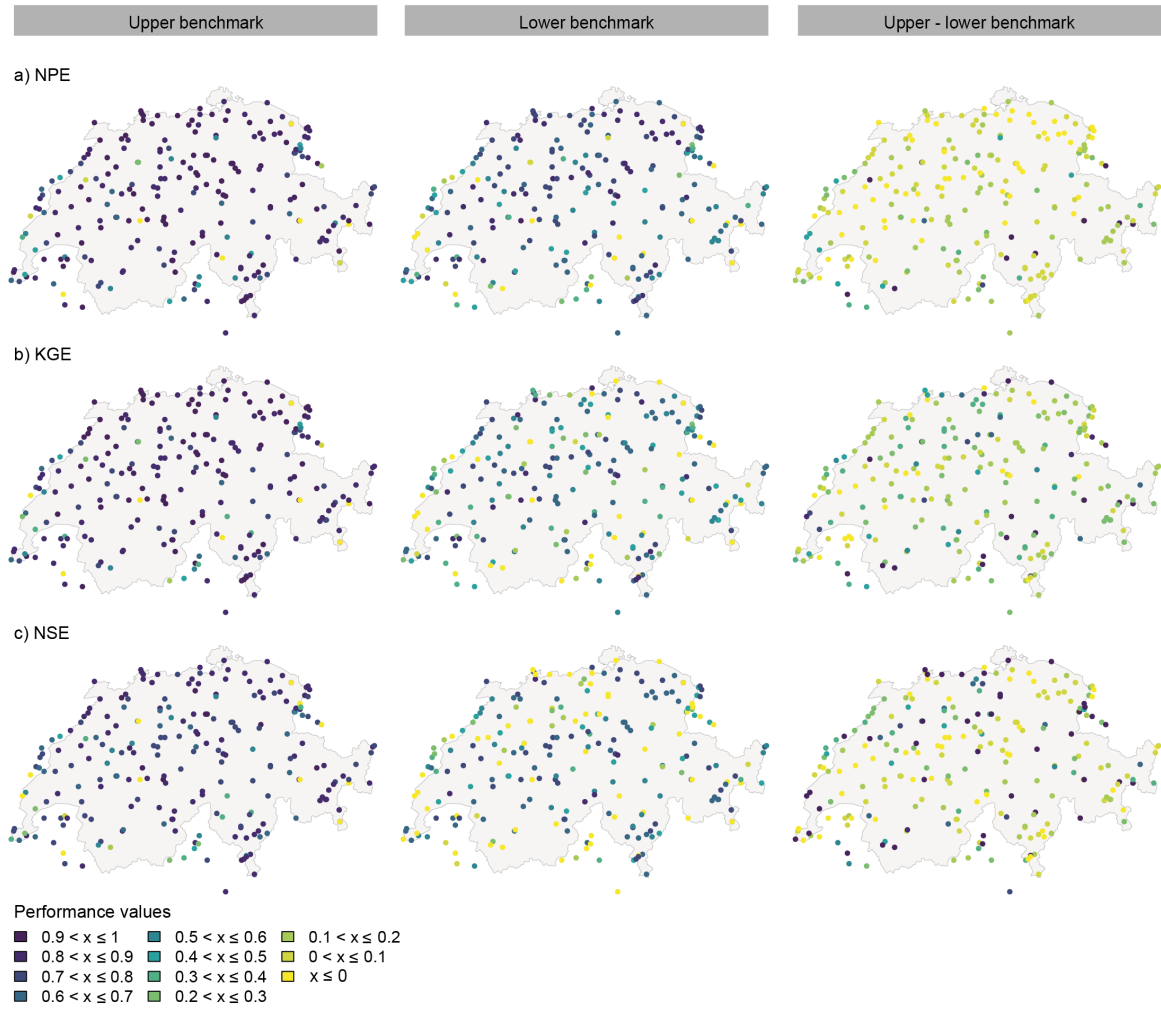 Upper benchmark
Lower benchmark
Upper - lower benchmark
a) NPE
b) KGE
c) NSE
Performance values
0.9 < x ≤ 1
0.8 < x ≤ 0.9
0.7 < x ≤ 0.8
0.6 < x ≤ 0.7
0.5 < x ≤ 0.6
0.4 < x ≤ 0.5
0.3 < x ≤ 0.4
0.2 < x ≤ 0.3
0.1 < x ≤ 0.2
0 < x ≤ 0.1
x ≤ 0